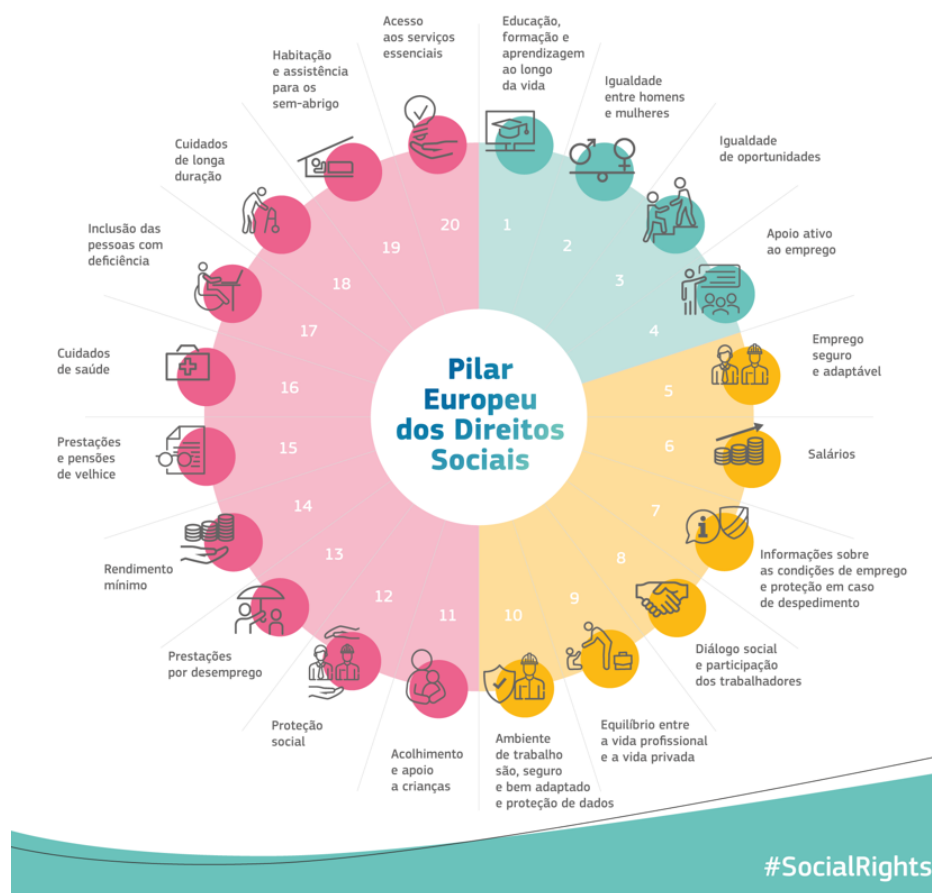 Acesso
aos serviços
essenciais
Educação,
formação e
aprendizagem
ao longo
da vida
Igualdade
entre homens
e mulheres
Igualdade
de oportunidades
Apoio ativo
ao emprego
Emprego
seguro
e adaptável
Salários
Informações sobre
as condições de emprego
e proteção em caso
de despedimento
Diálogo social
e participação
dos trabalhadores
Equilíbrio entre
a vida profissional
e a vida privada
Ambiente
de trabalho
são, seguro
e bem adaptado
e proteção de dados
Acolhimento
e apoio
a crianças
Proteção
social
Prestações
por desemprego
Rendimento
mínimo
Prestações
e pensões
de velhice
Cuidados
de saúde
Inclusão das
pessoas com
deficiência
Cuidados
de longa
duração
Habitação
e assistência
para os
sem-abrigo
1
2
3
4
5
6
7
8
9
10
11
12
13
14
15
16
17
18
19
20
Pilar
Europeu
dos Direitos
Sociais
#SocialRights